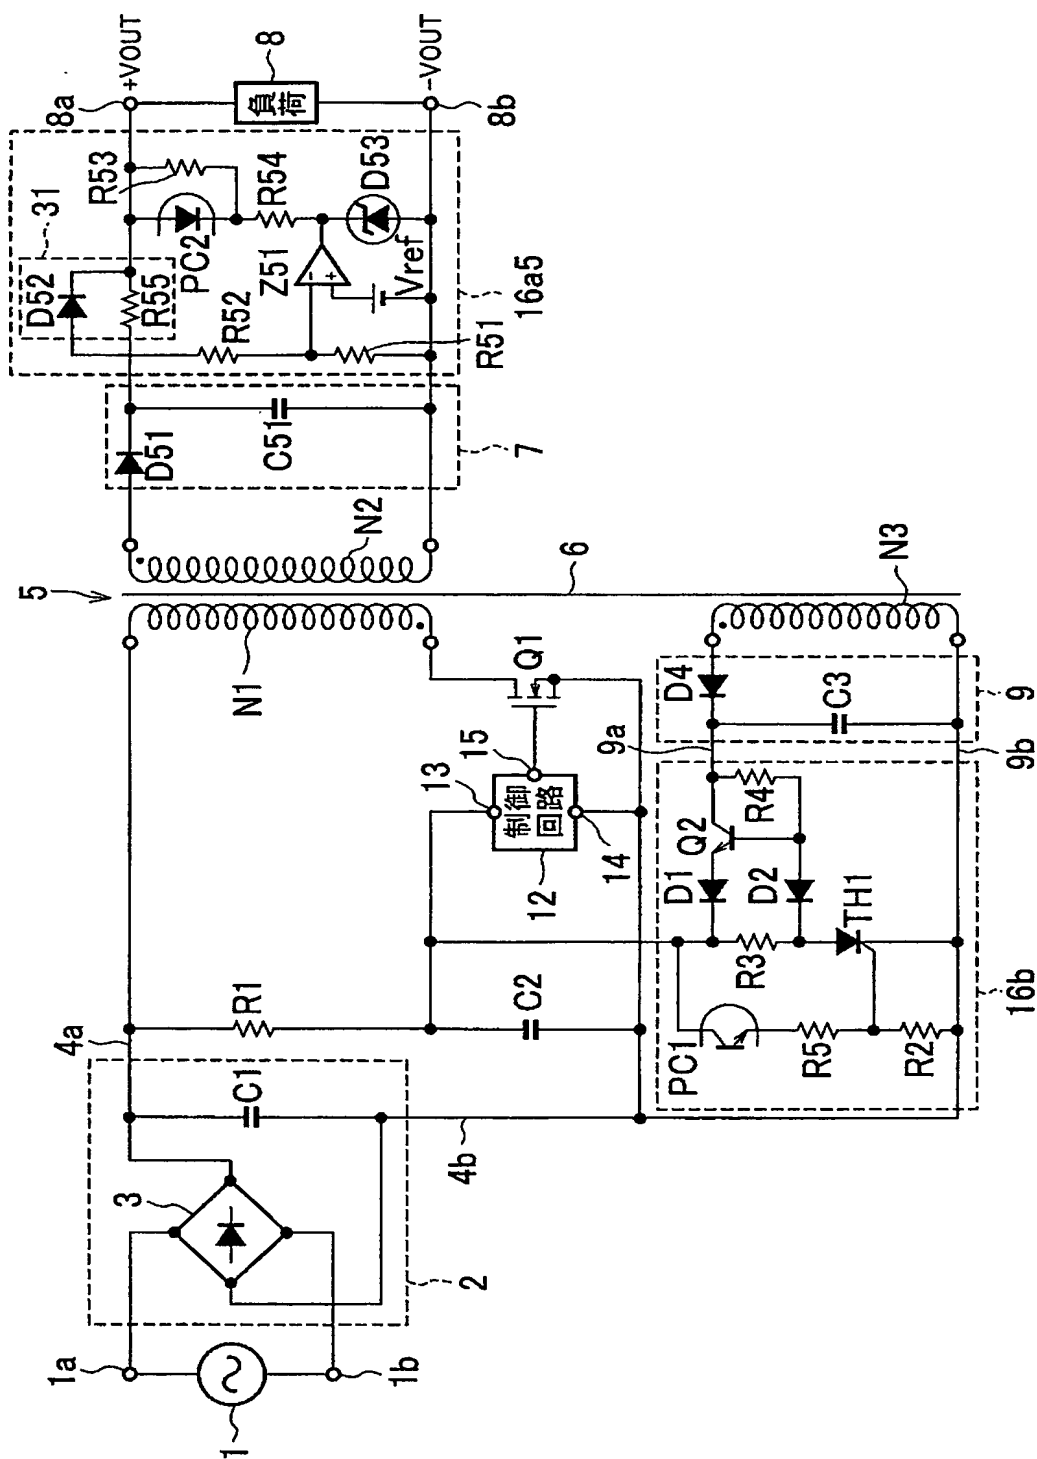 1
1a
1b
2
3
C1
4a
4b
R1
C2
12
制御
回路
13
14
15
Q1
5
N1
N2
6
N3
D51
C51
7
31
D52
R55
R52
R51
PC2
R53
R54
Z51
-
+
Vref
D53
16a5
8a
+VOUT
8
負荷
8b
-VOUT
PC1
R5
R2
R3
TH1
D1
D2
Q2
R4
16b
9a
9b
D4
C3
9